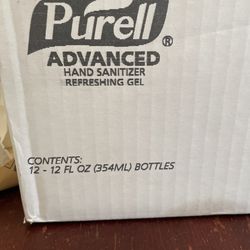 Purell®
ADVANCED
HAND SANITIZER
REFRESHING GEL
CONTENTS:
12 - 12 FL OZ (354ML) BOTTLES